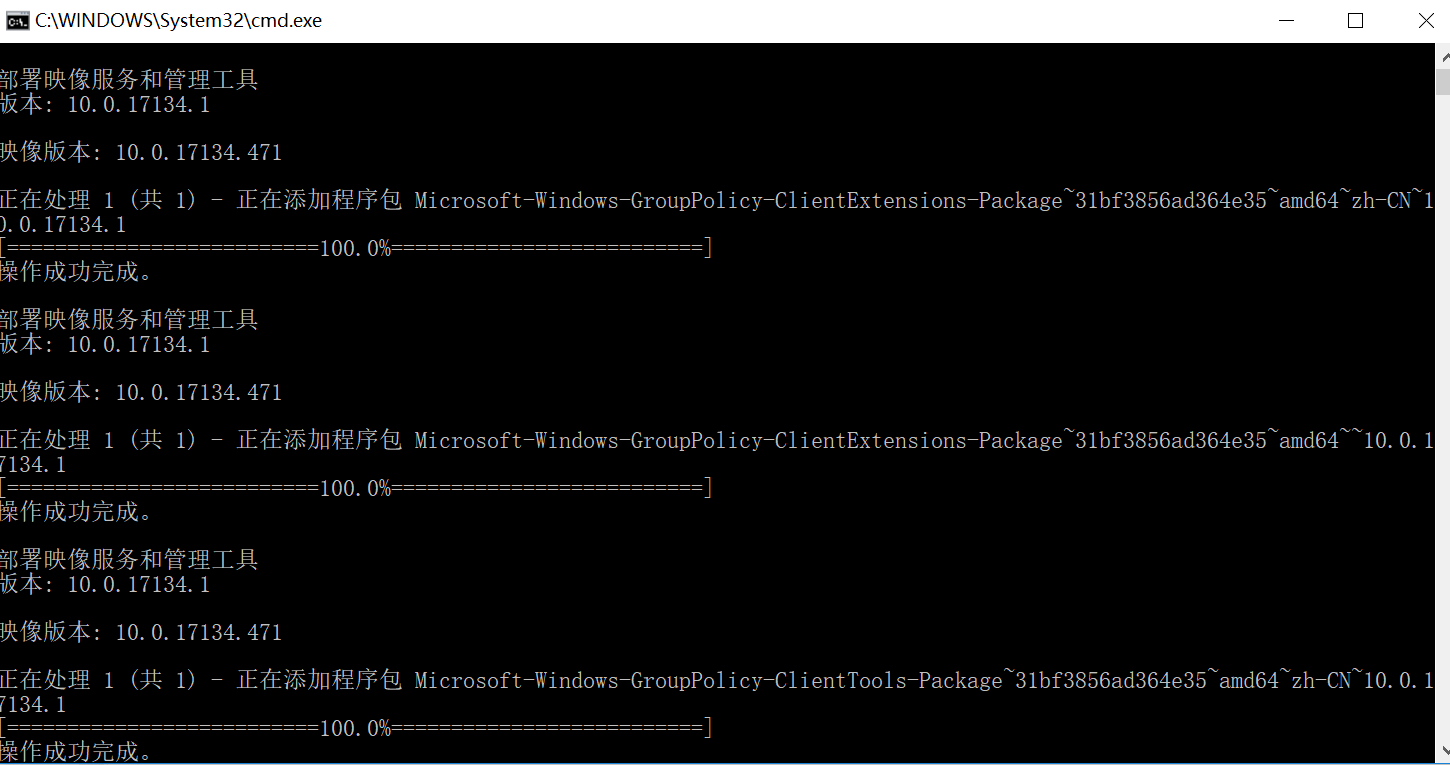 C:\WINDOWS\System32\cmd.exe
部署映像服务和管理工具
版本: 10.0.17134.1
映像版本: 10.0.17134.471
正在处理 1 (共 1) - 正在添加程序包 Microsoft-Windows-GroupPolicy-ClientExtensions-Package~31bf3856ad364e35~amd64~zh-CN~1
0.0.17134.1
[==========================100.0%==========================]
操作成功完成。
部署映像服务和管理工具
版本: 10.0.17134.1
映像版本: 10.0.17134.471
正在处理 1 (共 1) - 正在添加程序包 Microsoft-Windows-GroupPolicy-ClientExtensions-Package~31bf3856ad364e35~amd64~~10.0.1
7134.1
[==========================100.0%==========================]
操作成功完成。
部署映像服务和管理工具
版本: 10.0.17134.1
映像版本: 10.0.17134.471
正在处理 1 (共 1) - 正在添加程序包 Microsoft-Windows-GroupPolicy-ClientTools-Package~31bf3856ad364e35~amd64~zh-CN~10.0.1
7134.1
[==========================100.0%==========================]
操作成功完成。